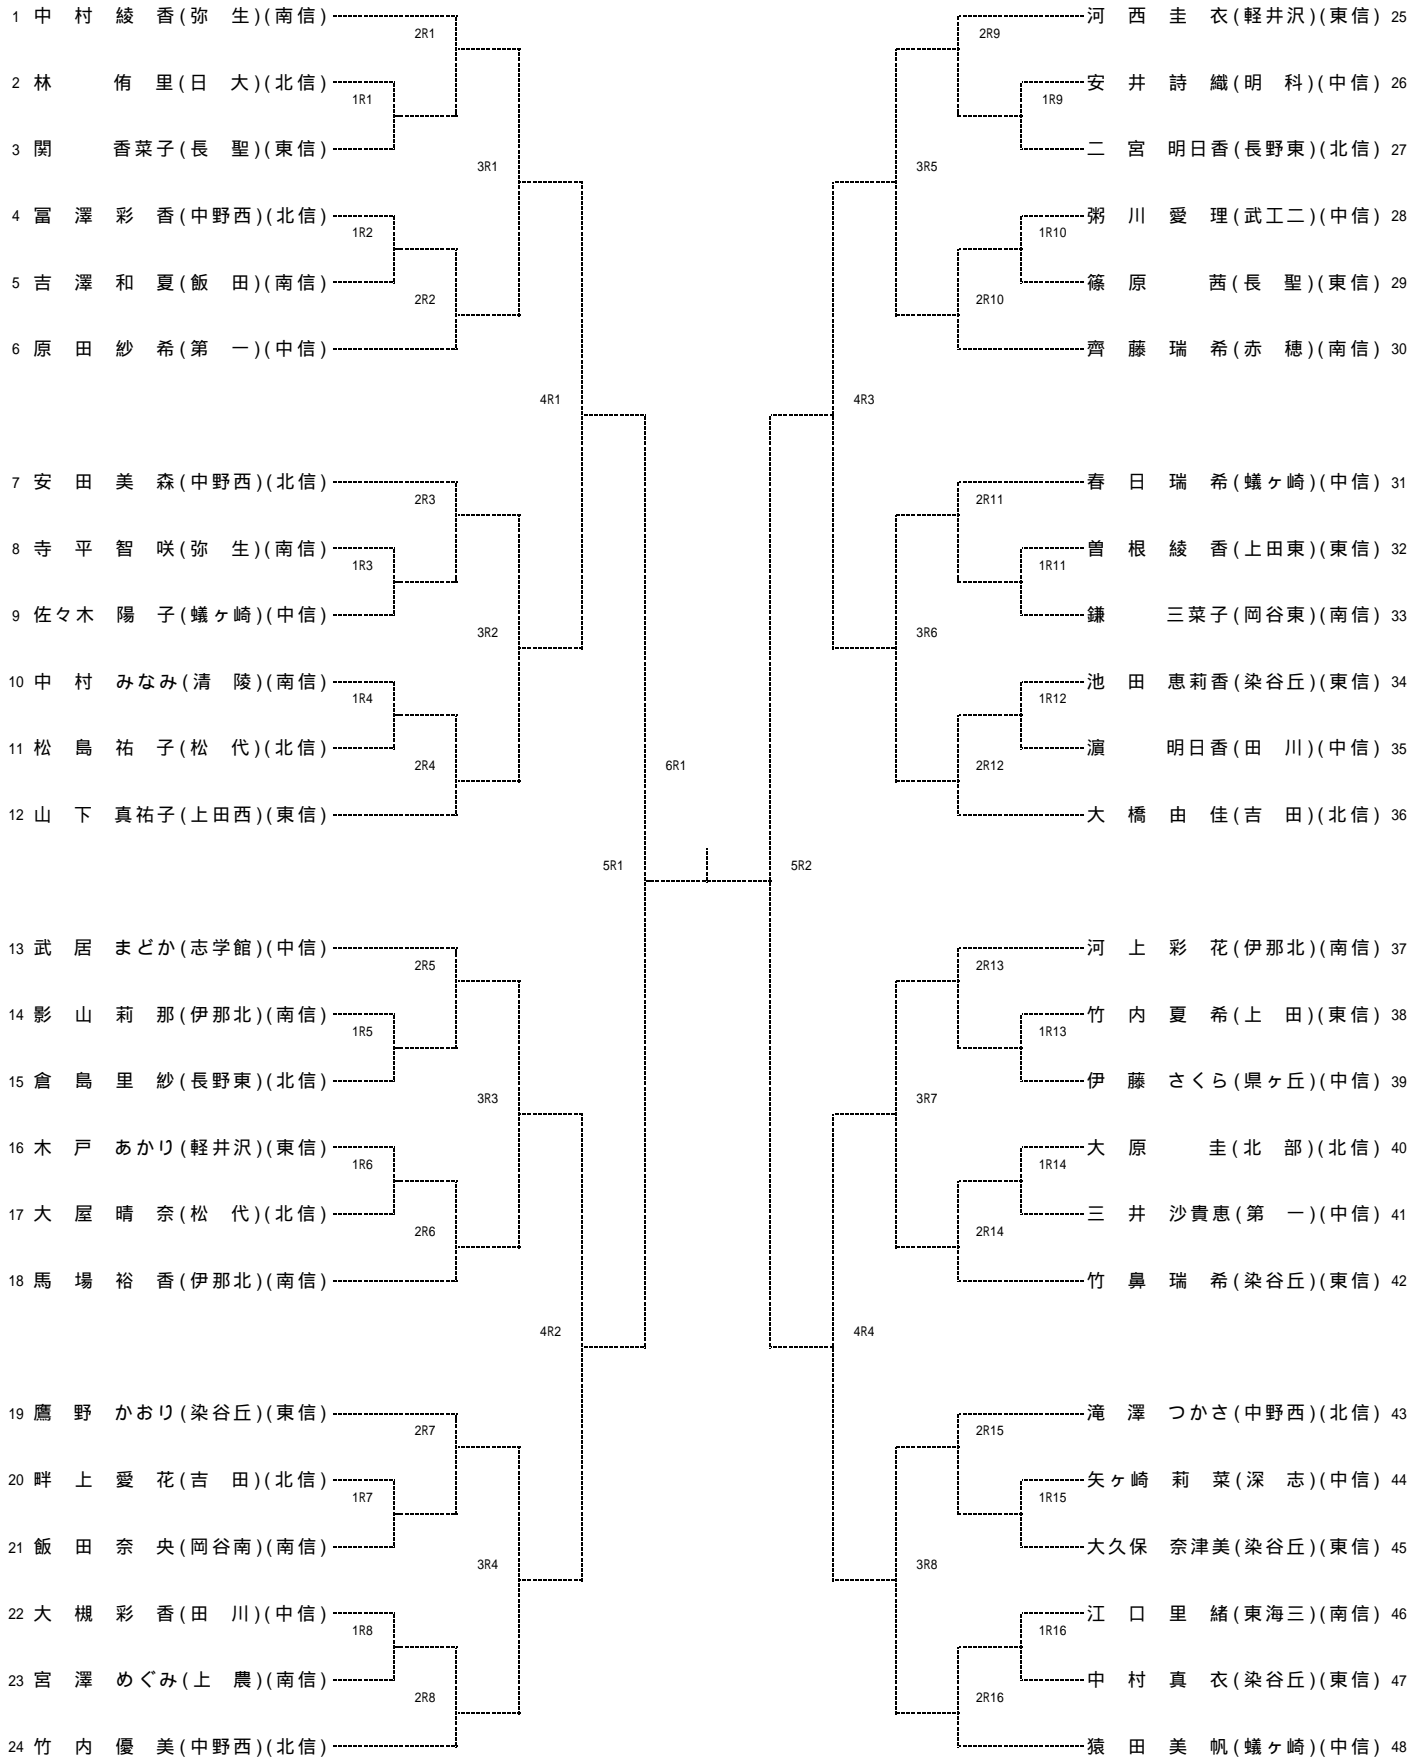 1 中 村 綾 香(弥 生)(南信)
2R1
2 林 侑 里(日 大)(北信)
1R1
3 関 香菜子(長 聖)(東信)
3R1
4 冨 澤 彩 香(中野西)(北信)
1R2
5 吉 澤 和 夏(飯 田)(南信)
2R2
6 原 田 紗 希(第 一)(中信)
4R1
7 安 田 美 森(中野西)(北信)
2R3
8 寺 平 智 咲(弥 生)(南信)
1R3
9 佐々木 陽 子(蟻ヶ崎)(中信)
3R2
10 中 村 みなみ(清 陵)(南信)
1R4
11 松 島 祐 子(松 代)(北信)
2R4
12 山 下 真祐子(上田西)(東信)
5R1
13 武 居 まどか(志学館)(中信)
2R5
14 影 山 莉 那(伊那北)(南信)
1R5
15 倉 島 里 紗(長野東)(北信)
3R3
16 木 戸 あかり(軽井沢)(東信)
1R6
17 大 屋 晴 奈(松 代)(北信)
2R6
18 馬 場 裕 香(伊那北)(南信)
4R2
19 鷹 野 かおり(染谷丘)(東信)
2R7
20 畔 上 愛 花(吉 田)(北信)
1R7
21 飯 田 奈 央(岡谷南)(南信)
3R4
22 大 槻 彩 香(田 川)(中信)
1R8
23 宮 澤 めぐみ(上 農)(南信)
2R8
24 竹 内 優 美(中野西)(北信)
6R1
河 西 圭 衣(軽井沢)(東信) 25
2R9
安 井 詩 織(明 科)(中信) 26
1R9
二 宮 明日香(長野東)(北信) 27
3R5
粥 川 愛 理(武工二)(中信) 28
1R10
篠 原 茜(長 聖)(東信) 29
2R10
齊 藤 瑞 希(赤 穂)(南信) 30
4R3
春 日 瑞 希(蟻ヶ崎)(中信) 31
2R11
曽 根 綾 香(上田東)(東信) 32
1R11
鎌 三菜子(岡谷東)(南信) 33
3R6
池 田 恵莉香(染谷丘)(東信) 34
1R12
濵 明日香(田 川)(中信) 35
2R12
大 橋 由 佳(吉 田)(北信) 36
5R2
河 上 彩 花(伊那北)(南信) 37
2R13
竹 内 夏 希(上 田)(東信) 38
1R13
伊 藤 さくら(県ヶ丘)(中信) 39
3R7
大 原 圭(北 部)(北信) 40
1R14
三 井 沙貴恵(第 一)(中信) 41
2R14
竹 鼻 瑞 希(染谷丘)(東信) 42
4R4
滝 澤 つかさ(中野西)(北信) 43
2R15
矢ヶ崎 莉 菜(深 志)(中信) 44
1R15
大久保 奈津美(染谷丘)(東信) 45
3R8
江 口 里 緒(東海三)(南信) 46
1R16
中 村 真 衣(染谷丘)(東信) 47
2R16
猿 田 美 帆(蟻ヶ崎)(中信) 48